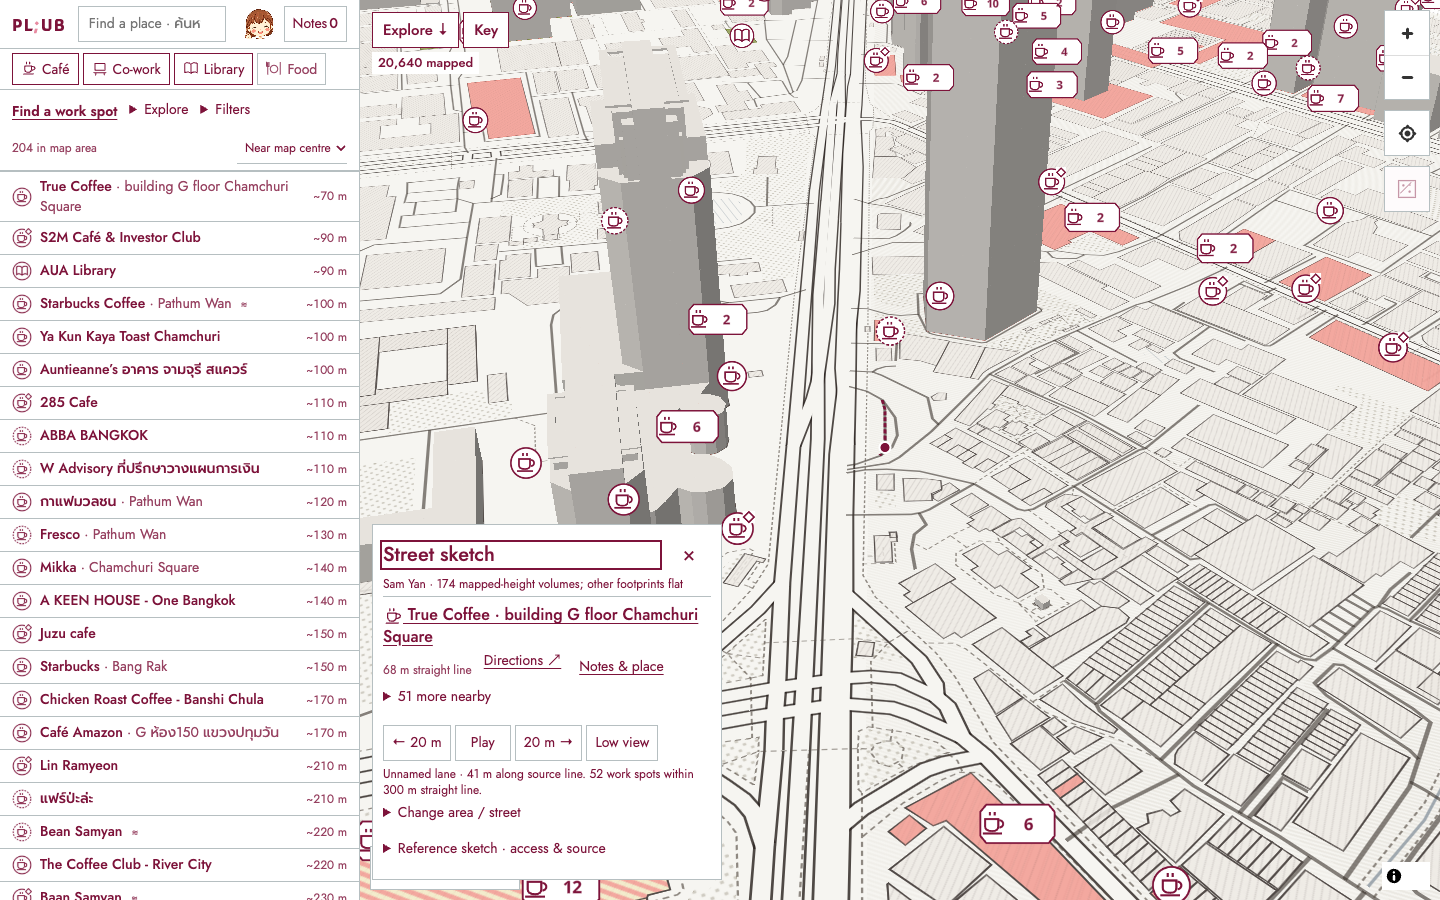 PL;UB
Find a place · ค้นหา
Notes 0
Café
Co-work
Library
Food
Find a work spot
Explore
Filters
204 in map area
Near map centre
True Coffee · building G floor Chamchuri Square
~70 m
S2M Café & Investor Club
~90 m
AUA Library
~90 m
Starbucks Coffee · Pathum Wan ≈
~100 m
Ya Kun Kaya Toast Chamchuri
~100 m
Auntieanne's อาคาร จามจุรี สแควร์
~100 m
285 Cafe
~110 m
ABBA BANGKOK
~110 m
W Advisory ที่ปรึกษาวางแผนการเงิน
~110 m
กาแฟมวลชน · Pathum Wan
~120 m
Fresco · Pathum Wan
~130 m
Mikka · Chamchuri Square
~140 m
A KEEN HOUSE - One Bangkok
~140 m
Juzu cafe
~150 m
Starbucks · Bang Rak
~150 m
Chicken Roast Coffee - Banshi Chula
~170 m
Café Amazon · G ห้อง150 แขวงปทุมวัน
~170 m
Lin Ramyeon
~210 m
แฟร์ป่ะล่ะ
~210 m
Bean Samyan ≈
~220 m
The Coffee Club - River City
~220 m
Baan Samyan
~230 m
Explore ↓
Key
20,640 mapped
2
6
10
2
5
4
3
2
5
2
2
7
2
2
2
6
6
12
+
−
Street sketch
×
Sam Yan · 174 mapped-height volumes; other footprints flat
True Coffee · building G floor Chamchuri
Square
68 m straight line
Directions ↗
Notes & place
51 more nearby
← 20 m
Play
20 m →
Low view
Unnamed lane · 41 m along source line. 52 work spots within
300 m straight line.
Change area / street
Reference sketch · access & source